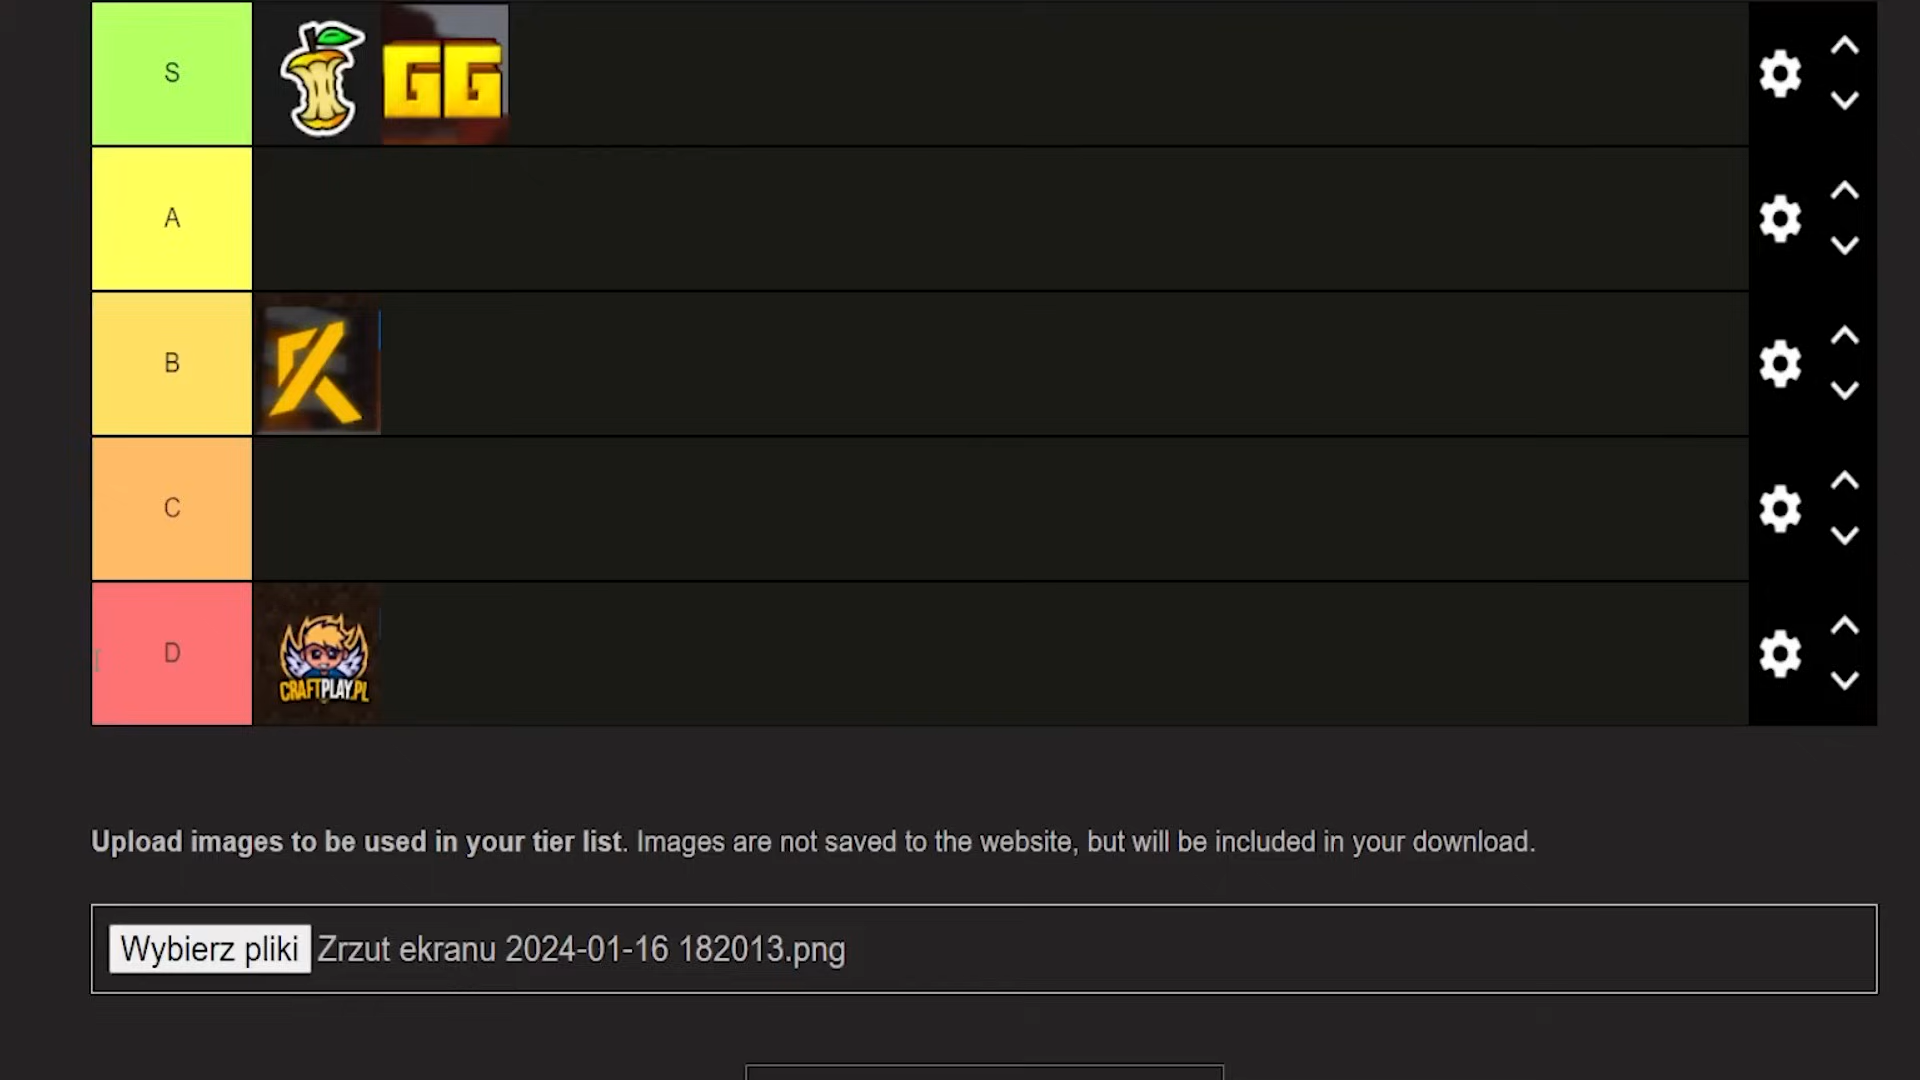 S
GG
A
B
C
D
CRAFTPLAY.PL
Upload images to be used in your tier list. Images are not saved to the website, but will be included in your download.
Wybierz pliki Zrzut ekranu 2024-01-16 182013.png